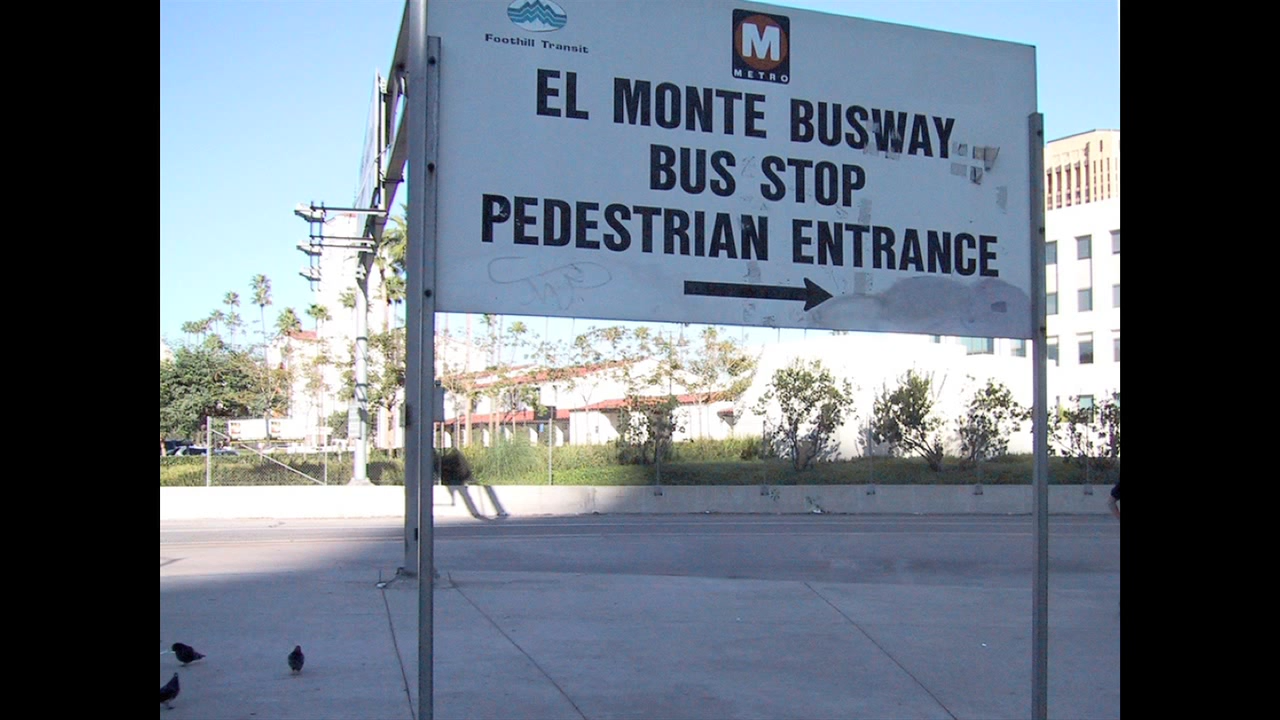 Foothill Transit
M
METRO
EL MONTE BUSWAY
BUS STOP
PEDESTRIAN ENTRANCE